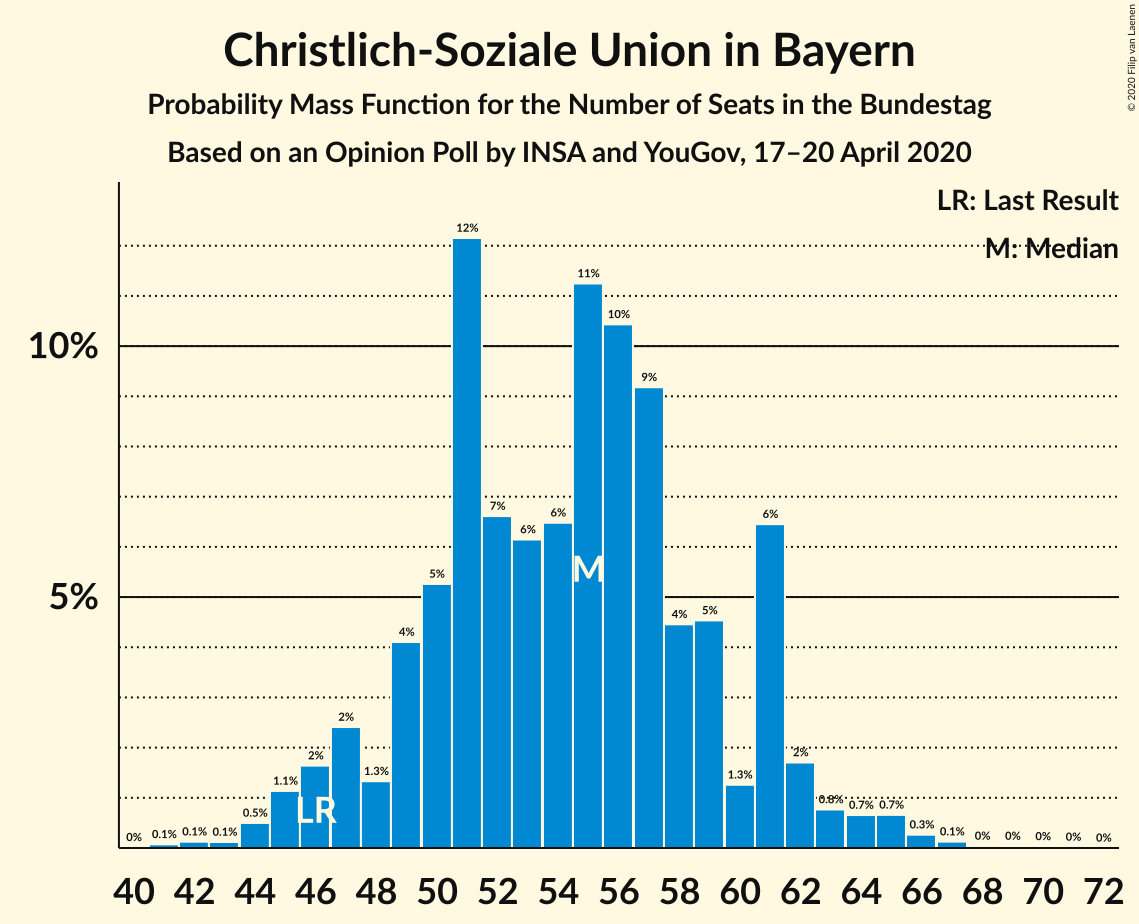 Christlich-Soziale Union in Bayern
Probability Mass Function for the Number of Seats in the Bundestag
Based on an Opinion Poll by INSA and YouGov, 17–20 April 2020
© 2020 Filip van Laenen
LR: Last Result
M: Median
10%
5%
0% 0.1% 0.1% 0.1% 0.5% 1.1% 2% 2% 1.3% 4% 5% 12% 7% 6% 6% 11% 10% 9% 4% 5% 1.3% 6% 2% 0.8% 0.7% 0.7% 0.3% 0.1% 0% 0% 0% 0% 0%
LR
M
40 42 44 46 48 50 52 54 56 58 60 62 64 66 68 70 72